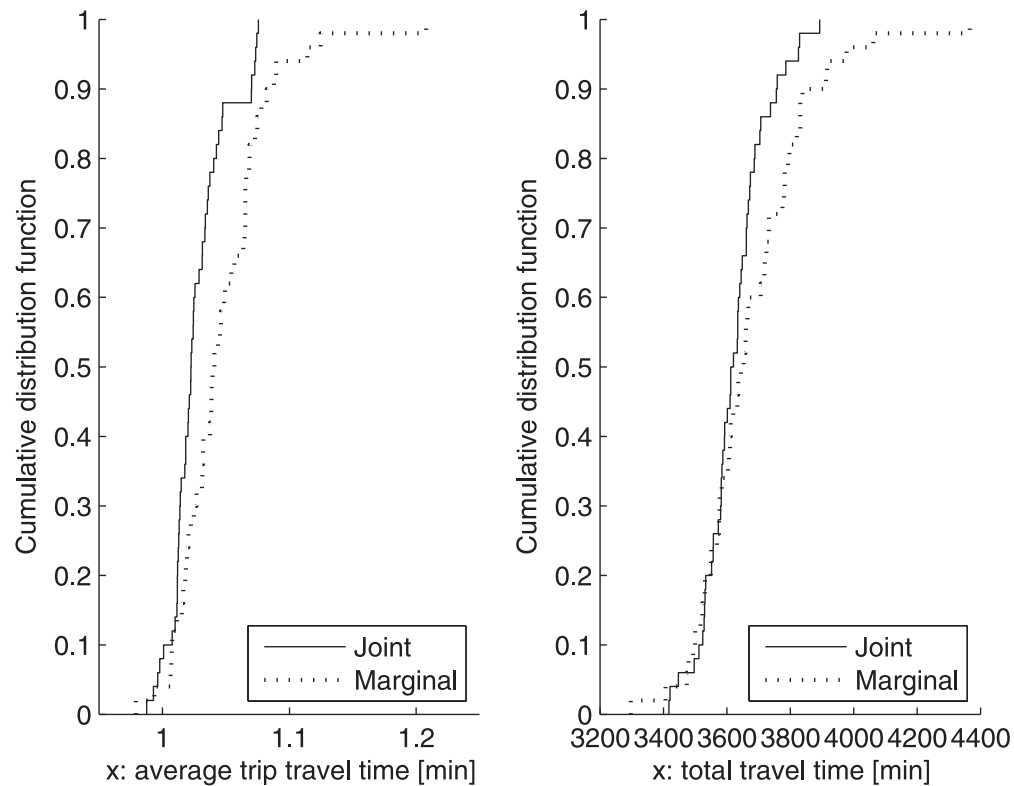 Cumulative distribution function
1
0.9
0.8
0.7
0.6
0.5
0.4
0.3
0.2
0.1
0
1
1.1
1.2
x: average trip travel time [min]
Joint
Marginal
Cumulative distribution function
1
0.9
0.8
0.7
0.6
0.5
0.4
0.3
0.2
0.1
0
3200 3400 3600 3800 4000 4200 4400
x: total travel time [min]
Joint
Marginal